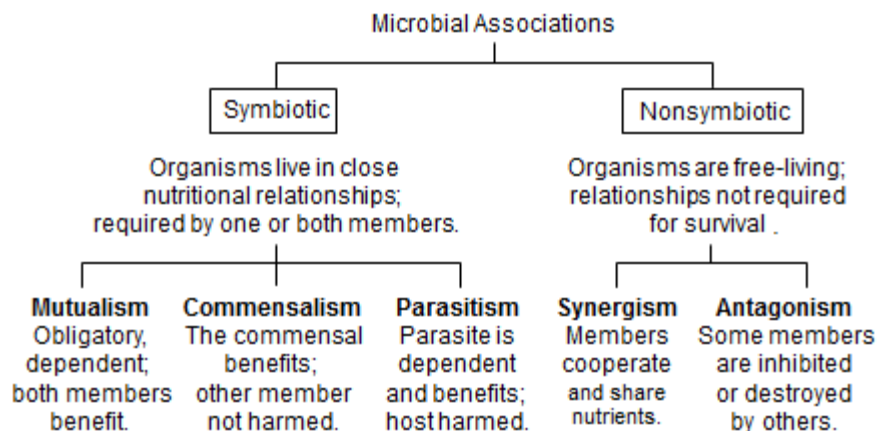 Microbial Associations
Symbiotic
Nonsymbiotic
Organisms live in close
nutritional relationships;
required by one or both members.
Organisms are free-living;
relationships not required
for survival .
Mutualism
Obligatory,
dependent;
both members
benefit.
Commensalism
The commensal
benefits;
other member
not harmed.
Parasitism
Parasite is
dependent
and benefits;
host harmed.
Synergism
Members
cooperate
and share
nutrients.
Antagonism
Some members
are inhibited
or destroyed
by others.